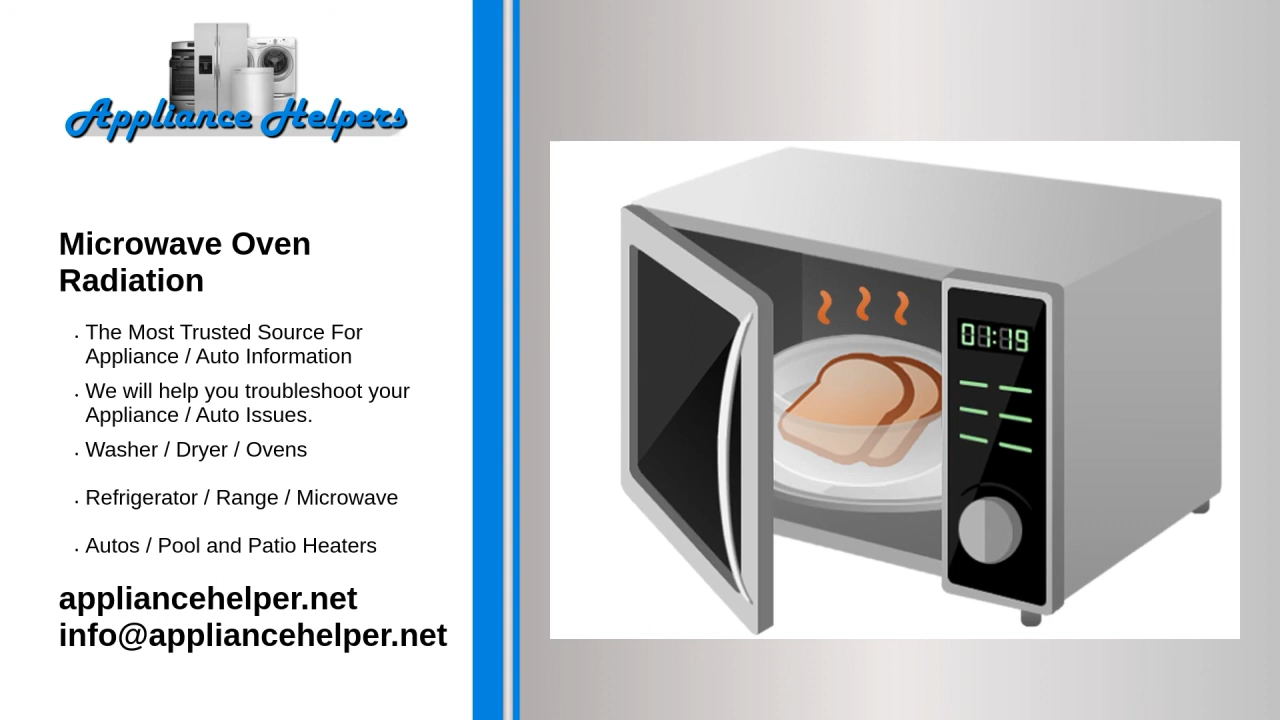 Appliance Helpers
Microwave Oven
Radiation
· The Most Trusted Source For
Appliance / Auto Information
· We will help you troubleshoot your
Appliance / Auto Issues.
· Washer / Dryer / Ovens
· Refrigerator / Range / Microwave
· Autos / Pool and Patio Heaters
appliancehelper.net
info@appliancehelper.net
01:19